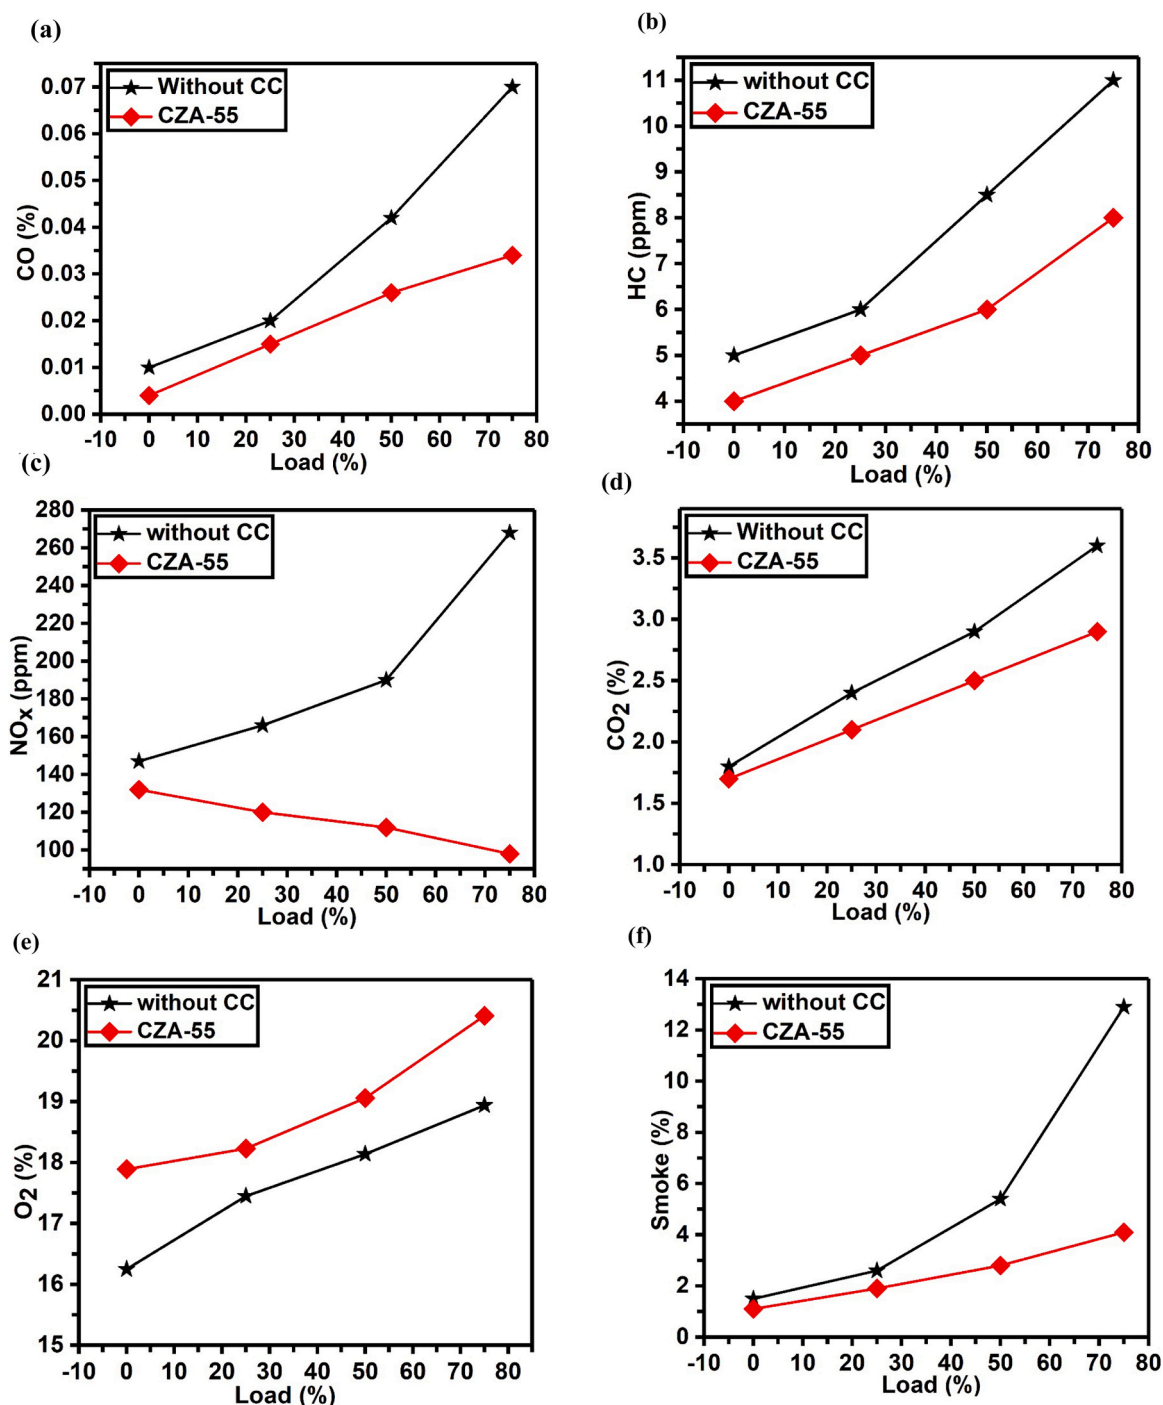 (a)
Without CC
CZA-55
CO (%)
0.07
0.06
0.05
0.04
0.03
0.02
0.01
0.00
-10 0 10 20 30 40 50 60 70 80
Load (%)
(b)
without CC
CZA-55
HC (ppm)
11
10
9
8
7
6
5
4
-10 0 10 20 30 40 50 60 70 80
Load (%)
(c)
without CC
CZA-55
NOx (ppm)
280
260
240
220
200
180
160
140
120
100
-10 0 10 20 30 40 50 60 70 80
Load (%)
(d)
Without CC
CZA-55
CO2 (%)
3.5
3.0
2.5
2.0
1.5
1.0
-10 0 10 20 30 40 50 60 70 80
Load (%)
(e)
without CC
CZA-55
O2 (%)
21
20
19
18
17
16
15
-10 0 10 20 30 40 50 60 70 80
Load (%)
(f)
without CC
CZA-55
Smoke (%)
14
12
10
8
6
4
2
0
-10 0 10 20 30 40 50 60 70 80
Load (%)